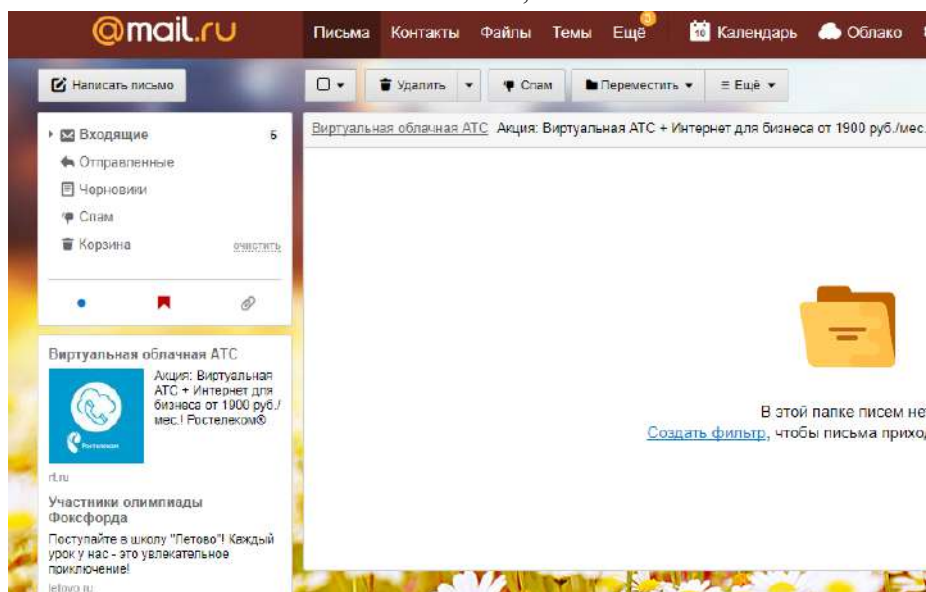 @mail.ru
Письма Контакты Файлы Темы Ещё 3 10 Календарь Облако
Написать письмо
Удалить Спам Переместить Ещё
Входящие 5
Отправленные
Черновики
Спам
Корзина очистить
Виртуальная облачная АТС Акция: Виртуальная АТС + Интернет для бизнеса от 1900 руб./мес.
В этой папке писем не
Создать фильтр, чтобы письма прихо
Виртуальная облачная АТС
Акция: Виртуальная
АТС + Интернет для
бизнеса от 1900 руб./
мес.! Ростелеком®
Ростелеком
rt.ru
Участники олимпиады
Фоксфорда
Поступайте в школу "Летово"! Каждый
урок у нас - это увлекательное
приключение!
letovo.ru